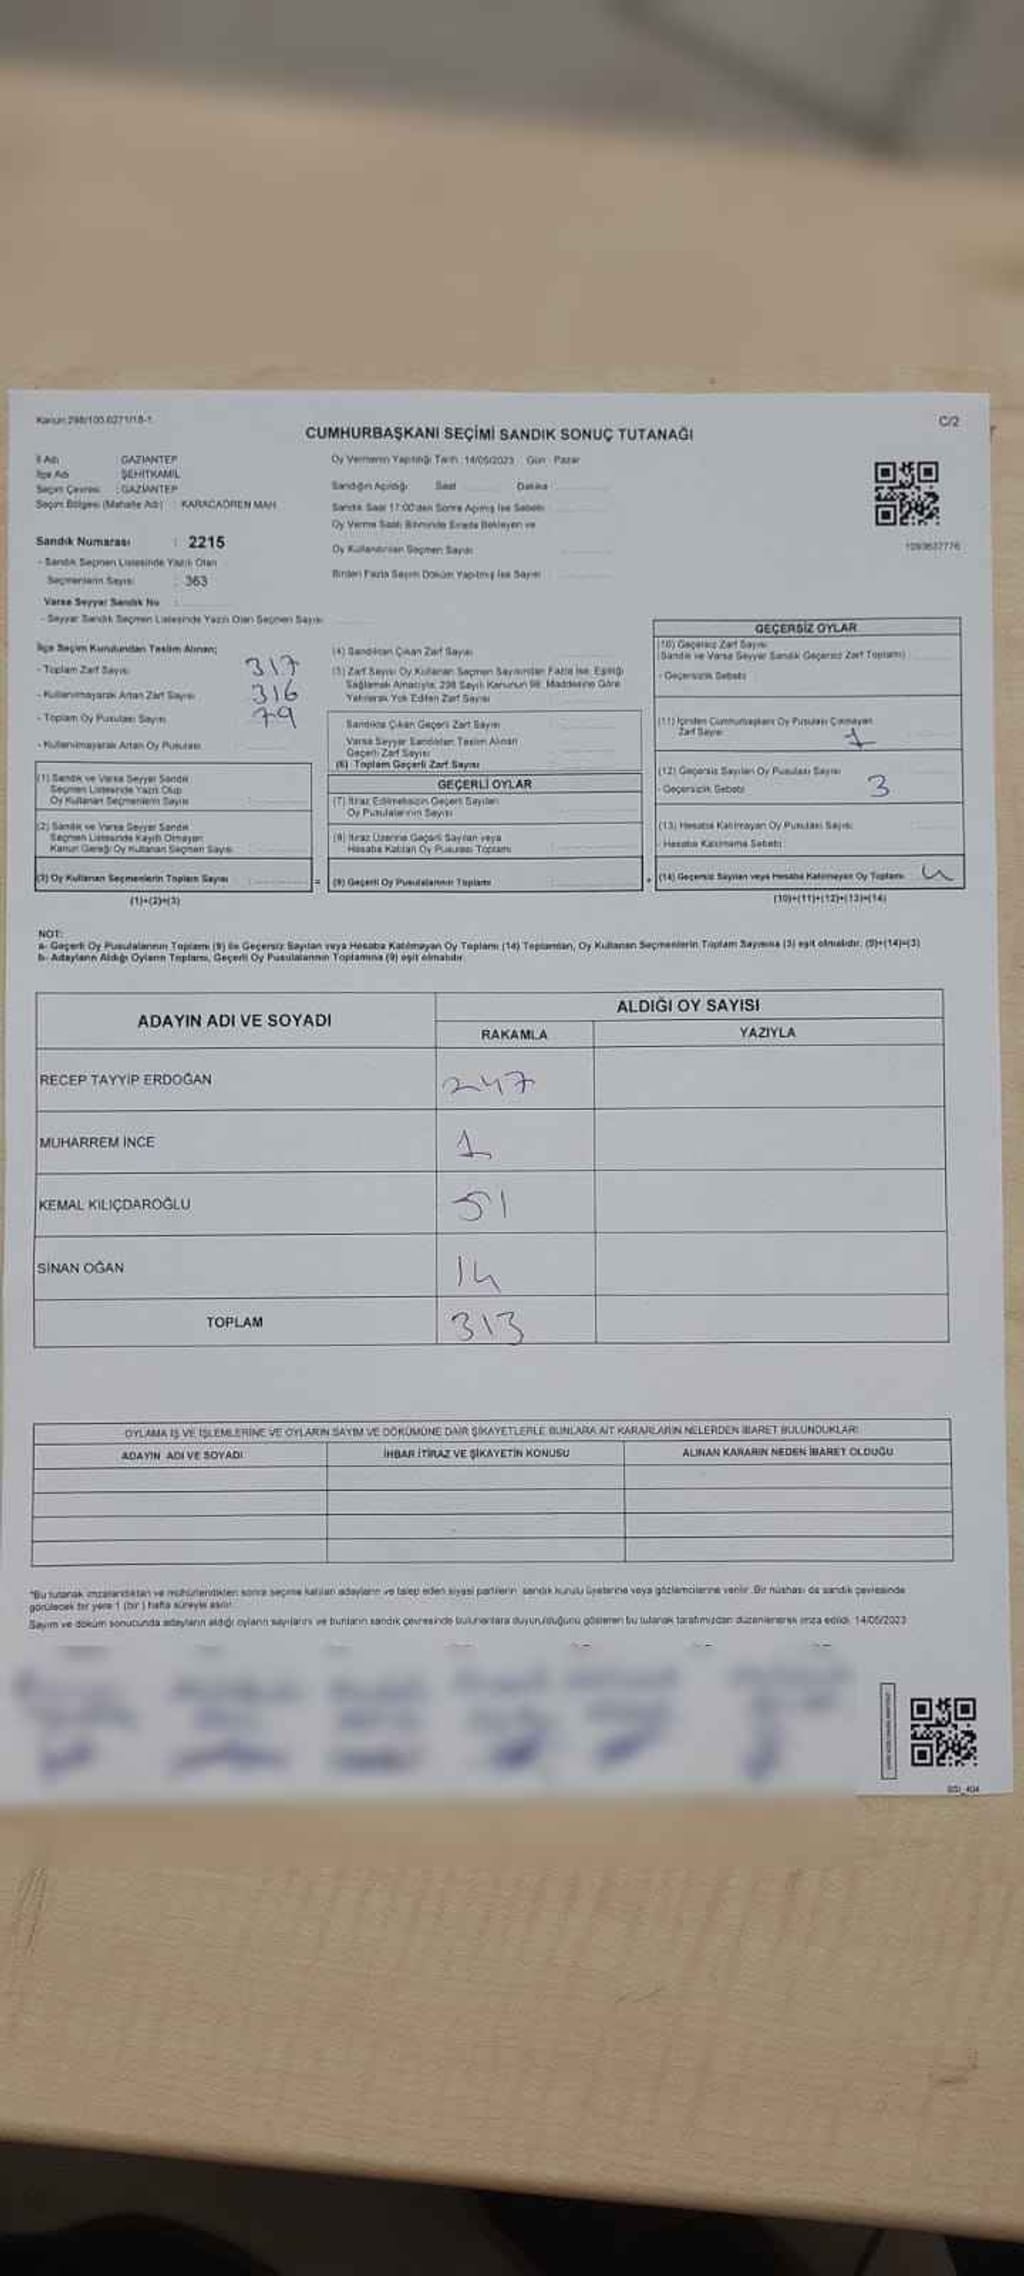 Kanun:298/105,6271/18-1
C/2
CUMHURBAŞKANI SEÇİMİ SANDIK SONUÇ TUTANAĞI
İl Adı : GAZİANTEP
İlçe Adı : ŞEHİTKAMİL
Seçim Çevresi : GAZİANTEP
Seçim Bölgesi (Mahalle Adı) : KARACAÖREN MAH
Sandık Numarası : 2215
- Sandık Seçmen Listesinde Yazılı Olan
Seçmenlerin Sayısı : 363
Varsa Seyyar Sandık No :
- Seyyar Sandık Seçmen Listesinde Yazılı Olan Seçmen Sayısı
Oy Vermenin Yapıldığı Tarih :14/05/2023 Gün : Pazar
Sandığın Açıldığı Saat Dakika
Sandık Saat 17:00'den Sonra Açılmış İse Sebebi
Oy Verme Saati Bitiminde Sırada Bekleyen ve
Oy Kullandırılan Seçmen Sayısı
Birden Fazla Sayım Döküm Yapılmış İse Sayısı
İlçe Seçim Kurulundan Teslim Alınan;
- Toplam Zarf Sayısı 317
- Kullanılmayarak Artan Zarf Sayısı 316
- Toplam Oy Pusulası Sayısı 79
- Kullanılmayarak Artan Oy Pusulası
(1) Sandık ve Varsa Seyyar Sandık
Seçmen Listesinde Yazılı Olup
Oy Kullanan Seçmenlerin Sayısı
(2) Sandık ve Varsa Seyyar Sandık
Seçmen Listesinde Kayıtlı Olmayan
Kanun Gereği Oy Kullanan Seçmen Sayısı
(3) Oy Kullanan Seçmenlerin Toplam Sayısı
(1)+(2)=(3)
(4) Sandıktan Çıkan Zarf Sayısı
(5) Zarf Sayısı Oy Kullanan Seçmen Sayısından Fazla İse, Eşitliği
Sağlamak Amacıyla, 298 Sayılı Kanunun 98. Maddesine Göre
Yakılarak Yok Edilen Zarf Sayısı
Sandıkta Çıkan Geçerli Zarf Sayısı
Varsa Seyyar Sandıktan Teslim Alınan
Geçerli Zarf Sayısı
(6) Toplam Geçerli Zarf Sayısı
GEÇERLİ OYLAR
(7) İtiraz Edilmeksizin Geçerli Sayılan
Oy Pusulalarının Sayısı
(8) İtiraz Üzerine Geçerli Sayılan veya
Hesaba Katılan Oy Pusulası Toplamı
= (9) Geçerli Oy Pusulalarının Toplamı
GEÇERSİZ OYLAR
(10) Geçersiz Zarf Sayısı
(Sandık ve Varsa Seyyar Sandık Geçersiz Zarf Toplamı)
- Geçersizlik Sebebi
(11) İçinden Cumhurbaşkanı Oy Pusulası Çıkmayan
Zarf Sayısı 1
(12) Geçersiz Sayılan Oy Pusulası Sayısı
- Geçersizlik Sebebi 3
(13) Hesaba Katılmayan Oy Pusulası Sayısı
- Hesaba Katılmama Sebebi
+ (14) Geçersiz Sayılan veya Hesaba Katılmayan Oy Toplamı 4
(10)+(11)+(12)+(13)=(14)
1093637776
NOT:
a- Geçerli Oy Pusulalarının Toplamı (9) ile Geçersiz Sayılan veya Hesaba Katılmayan Oy Toplamı (14) Toplamları, Oy Kullanan Seçmenlerin Toplam Sayısına (3) eşit olmalıdır. (9)+(14)=(3)
b- Adayların Aldığı Oyların Toplamı, Geçerli Oy Pusulalarının Toplamına (9) eşit olmalıdır.
ADAYIN ADI VE SOYADI
ALDIĞI OY SAYISI
RAKAMLA YAZIYLA
RECEP TAYYİP ERDOĞAN 247
MUHARREM İNCE 1
KEMAL KILIÇDAROĞLU 51
SİNAN OĞAN 14
TOPLAM 313
OYLAMA İŞ VE İŞLEMLERİNE VE OYLARIN SAYIM VE DÖKÜMÜNE DAİR ŞİKAYETLERLE BUNLARA AİT KARARLARIN NELERDEN İBARET BULUNDUKLARI
ADAYIN ADI VE SOYADI İHBAR İTİRAZ VE ŞİKAYETİN KONUSU ALINAN KARARIN NEDEN İBARET OLDUĞU
*Bu tutanak imzalandıktan ve mühürlendikten sonra seçime katılan adayların ve talep eden siyasi partilerin sandık kurulu üyelerine veya gözlemcilerine verilir. Bir nüshası da sandık çevresinde
görülecek bir yere 1 (bir) hafta süreyle asılır.
Sayım ve döküm sonucunda adayların aldığı oyların sayılarını ve bunların sandık çevresinde bulunanlara duyurulduğunu gösteren bu tutanak tarafımızdan düzenlenerek imza edildi. 14/05/2023